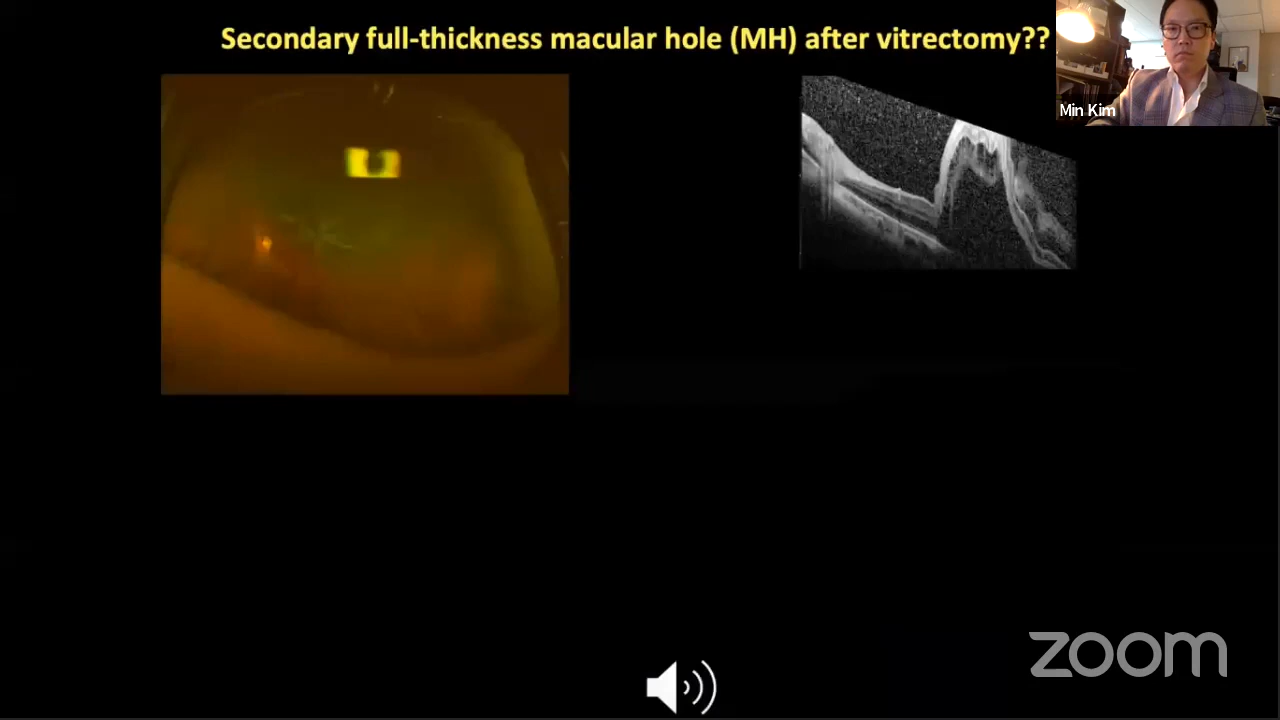 Secondary full-thickness macular hole (MH) after vitrectomy??
Min Kim
zoom